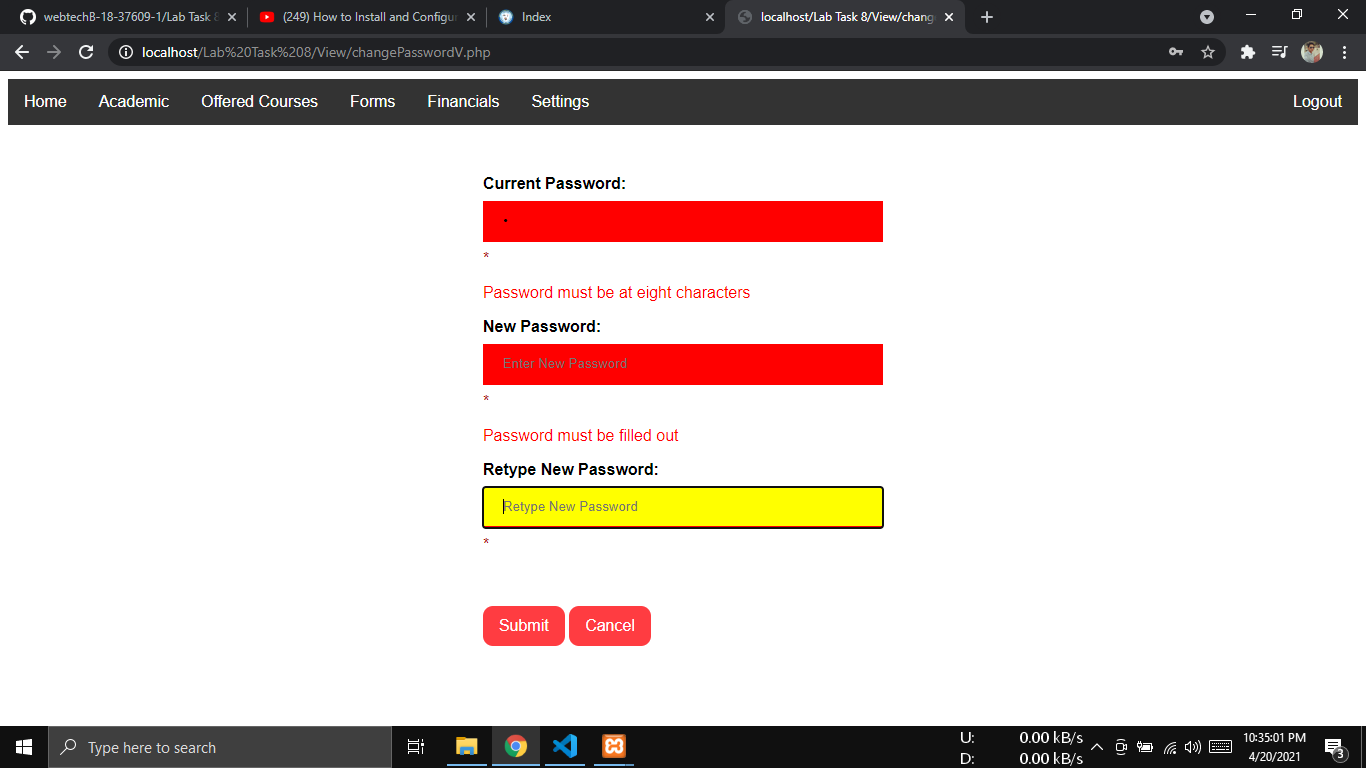 webtechB-18-37609-1/Lab Task 8
(249) How to Install and Configur
Index
localhost/Lab Task 8/View/chang
localhost/Lab%20Task%208/View/changePasswordV.php
Home Academic Offered Courses Forms Financials Settings Logout
Current Password:
*
Password must be at eight characters
New Password:
Enter New Password
*
Password must be filled out
Retype New Password:
Retype New Password
*
Submit Cancel
Type here to search
U: 0.00 kB/s
D: 0.00 kB/s
10:35:01 PM
4/20/2021
3